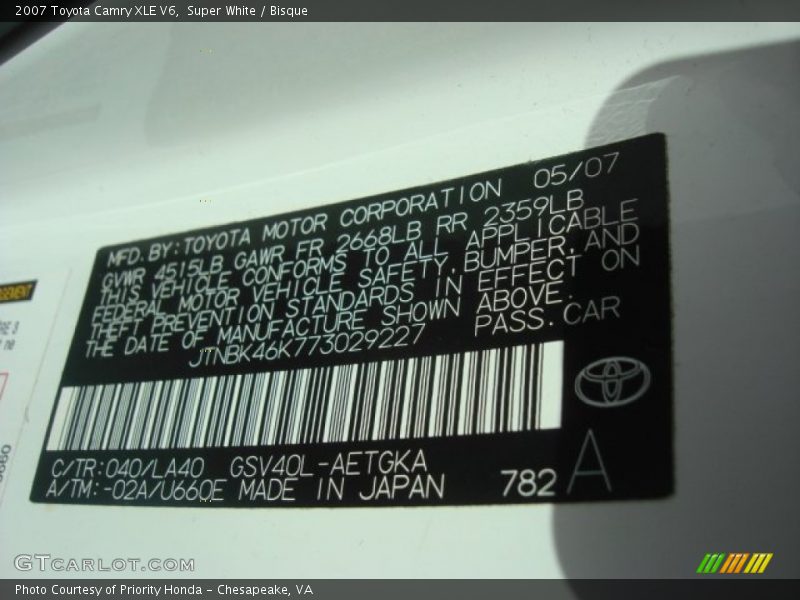 2007 Toyota Camry XLE V6,  Super White / Bisque
MFD. BY: TOYOTA MOTOR CORPORATION 05/07
GVWR 4515LB GAWR FR 2668LB RR 2359LB
THIS VEHICLE CONFORMS TO ALL APPLICABLE
FEDERAL MOTOR VEHICLE SAFETY, BUMPER, AND
THEFT PREVENTION STANDARDS IN EFFECT ON
THE DATE OF MANUFACTURE SHOWN ABOVE.
JTNBK46K773029227 PASS. CAR
C/TR: 040/LA40 GSV40L-AETGKA
A/TM: -02A/U660E MADE IN JAPAN 782 A
GTCARLOT.COM
Photo Courtesy of Priority Honda - Chesapeake, VA